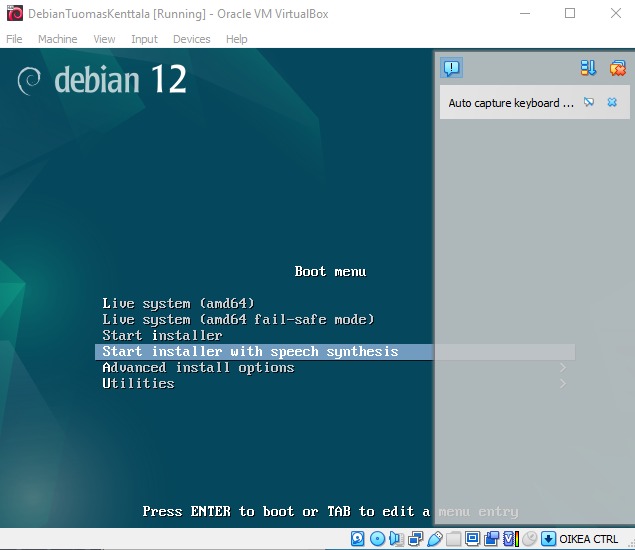 DebianTuomasKenttala [Running] - Oracle VM VirtualBox
File Machine View Input Devices Help
debian 12
Auto capture keyboard ...
Boot menu
Live system (amd64)
Live system (amd64 fail-safe mode)
Start installer
Start installer with speech synthesis
Advanced install options >
Utilities >
Press ENTER to boot or TAB to edit a menu entry
OIKEA CTRL